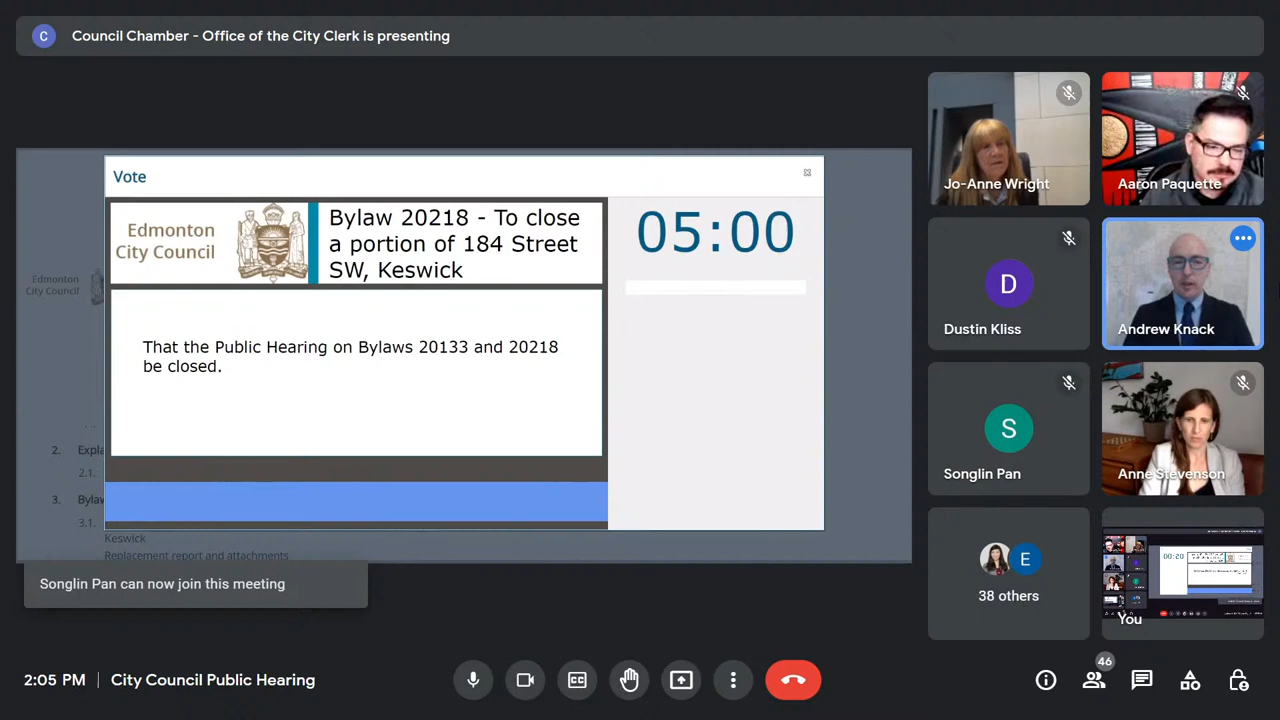 C
Council Chamber - Office of the City Clerk is presenting
Vote
Edmonton
City Council
Bylaw 20218 - To close
a portion of 184 Street
SW, Keswick
05:00
That the Public Hearing on Bylaws 20133 and 20218
be closed.
Edmonton
City Council
2. Expla
2.1.
3. Bylaw
3.1.
Keswick
Replacement report and attachments
Songlin Pan can now join this meeting
Jo-Anne Wright
Aaron Paquette
D
Dustin Kliss
Andrew Knack
S
Songlin Pan
Anne Stevenson
E
38 others
You
2:05 PM | City Council Public Hearing
46